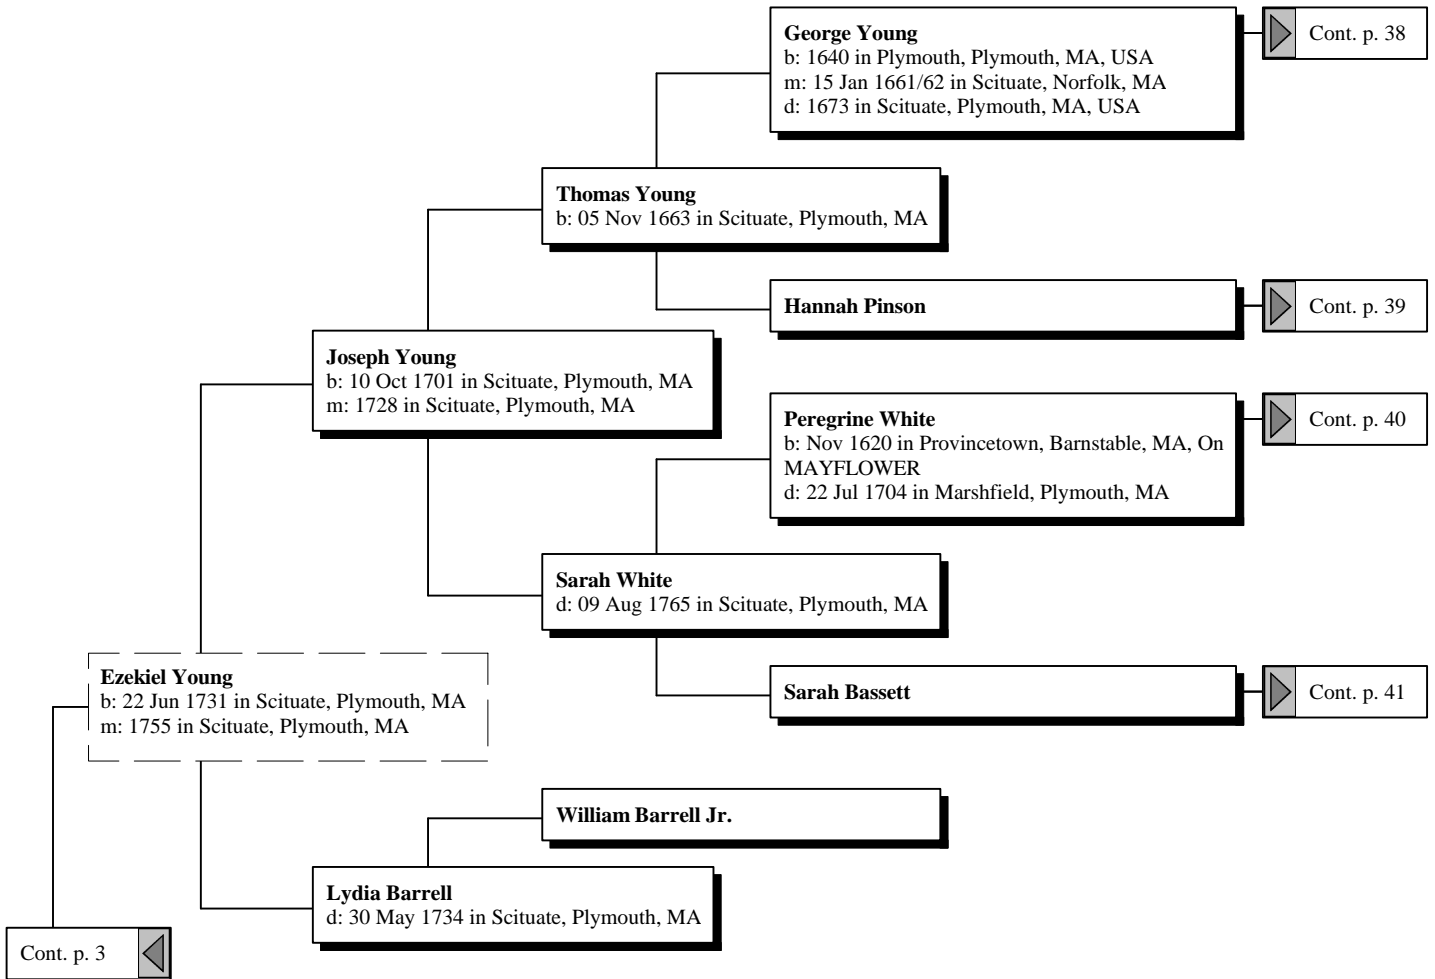 George Young
b: 1640 in Plymouth, Plymouth, MA, USA
m: 15 Jan 1661/62 in Scituate, Norfolk, MA
d: 1673 in Scituate, Plymouth, MA, USA
Cont. p. 38
Thomas Young
b: 05 Nov 1663 in Scituate, Plymouth, MA
Hannah Pinson
Cont. p. 39
Joseph Young
b: 10 Oct 1701 in Scituate, Plymouth, MA
m: 1728 in Scituate, Plymouth, MA
Peregrine White
b: Nov 1620 in Provincetown, Barnstable, MA, On
MAYFLOWER
d: 22 Jul 1704 in Marshfield, Plymouth, MA
Cont. p. 40
Sarah White
d: 09 Aug 1765 in Scituate, Plymouth, MA
Sarah Bassett
Cont. p. 41
Ezekiel Young
b: 22 Jun 1731 in Scituate, Plymouth, MA
m: 1755 in Scituate, Plymouth, MA
William Barrell Jr.
Lydia Barrell
d: 30 May 1734 in Scituate, Plymouth, MA
Cont. p. 3